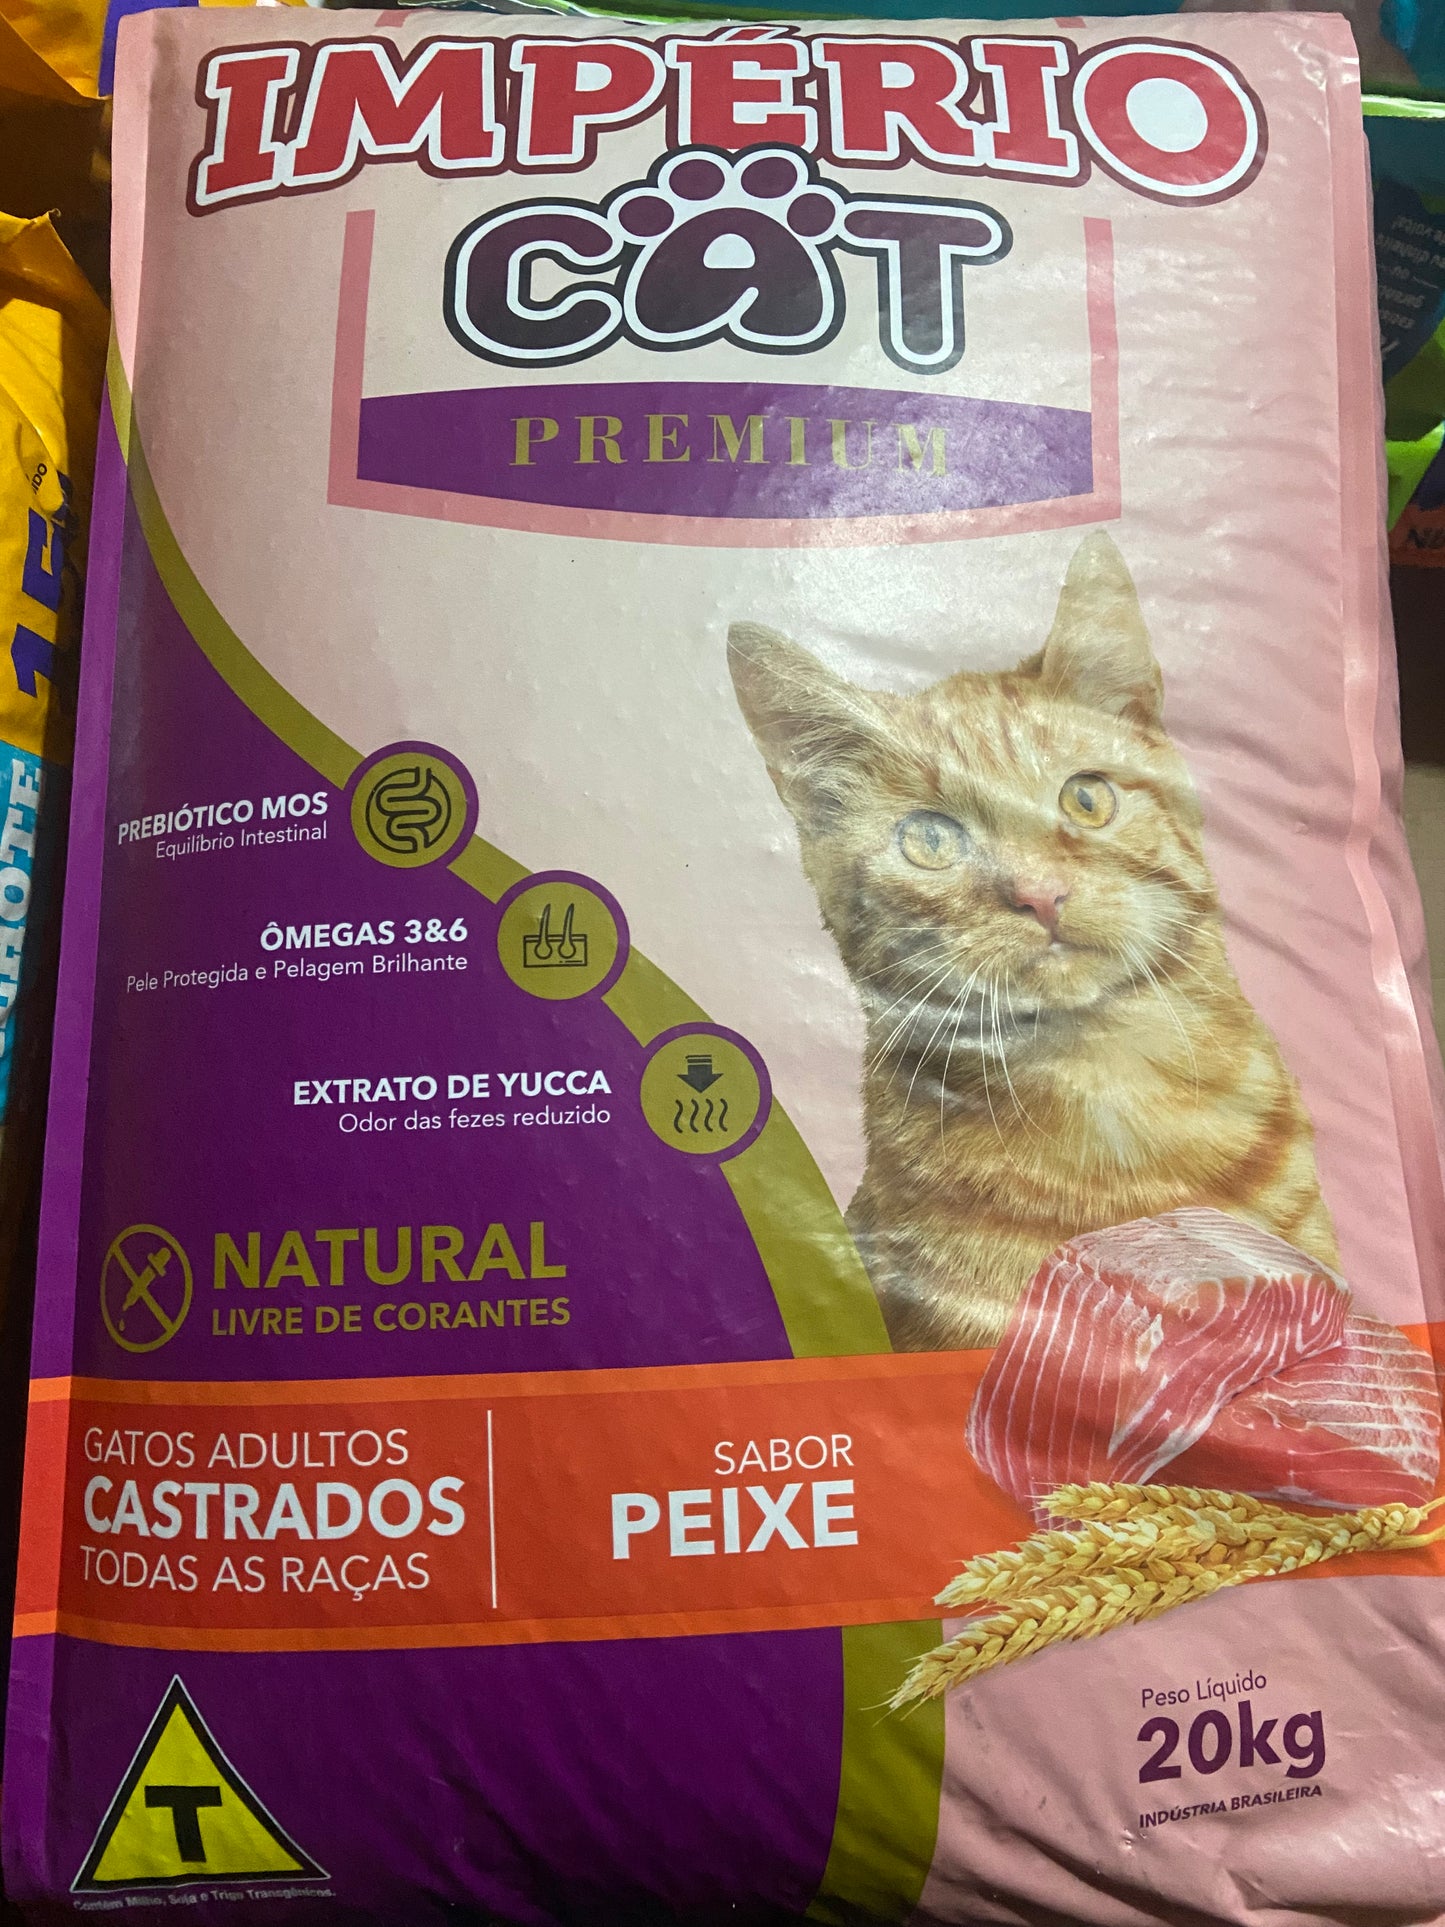 IMPÉRIO
CAT
PREMIUM
PREBIÓTICO MOS
Equilíbrio Intestinal
ÔMEGAS 3&6
Pele Protegida e Pelagem Brilhante
EXTRATO DE YUCCA
Odor das fezes reduzido
NATURAL
LIVRE DE CORANTES
GATOS ADULTOS
CASTRADOS
TODAS AS RAÇAS
SABOR
PEIXE
Peso Líquido
20kg
INDÚSTRIA BRASILEIRA
T
Contém Milho, Soja e Trigo Transgênicos.
15